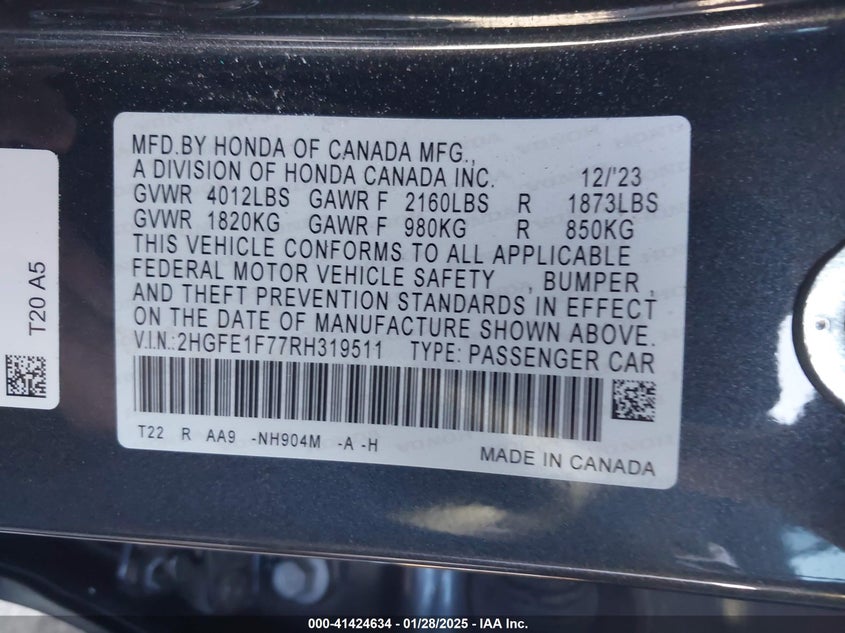 MFD.BY HONDA OF CANADA MFG.,
A DIVISION OF HONDA CANADA INC. 12/'23
GVWR 4012LBS GAWR F 2160LBS R 1873LBS
GVWR 1820KG GAWR F 980KG R 850KG
THIS VEHICLE CONFORMS TO ALL APPLICABLE
FEDERAL MOTOR VEHICLE SAFETY , BUMPER ,
AND THEFT PREVENTION STANDARDS IN EFFECT
ON THE DATE OF MANUFACTURE SHOWN ABOVE.
V.I.N.:2HGFE1F77RH319511 TYPE: PASSENGER CAR
T22 R AA9 -NH904M -A -H
MADE IN CANADA
T20 A5
000-41424634 - 01/28/2025 - IAA Inc.